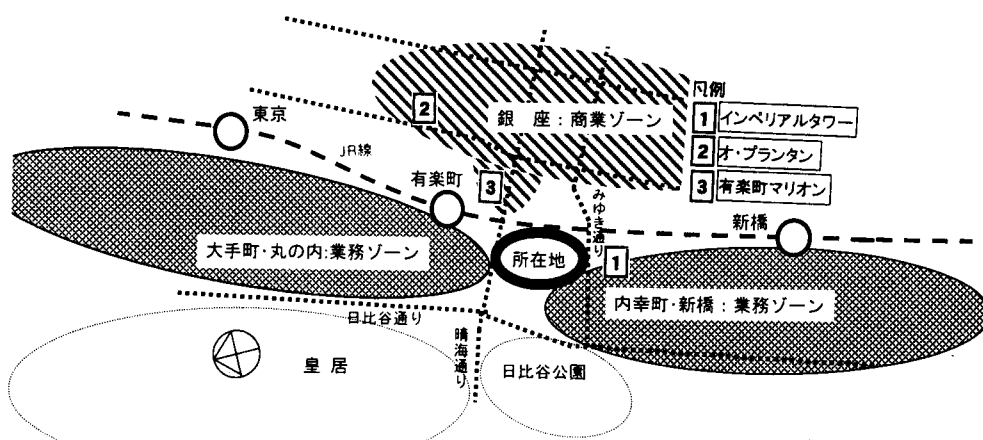 凡例
1 インペリアルタワー
2 オ・プランタン
3 有楽町マリオン
2
銀 座：商業ゾーン
東京
JR線
有楽町
3
みゆき通り
新橋
大手町・丸の内:業務ゾーン
所在地
1
内幸町・新橋：業務ゾーン
日比谷通り
晴海通り
皇居
日比谷公園